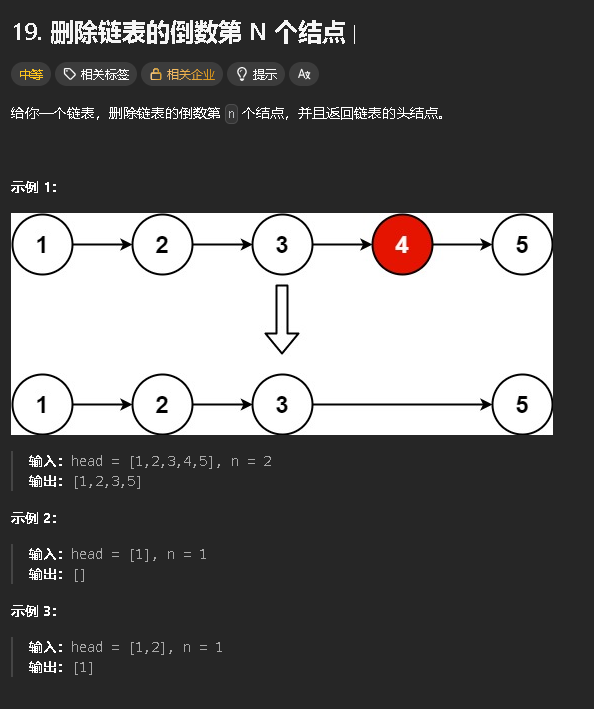 19. 删除链表的倒数第 N 个结点
中等 相关标签 相关企业 提示 Ax
给你一个链表，删除链表的倒数第 n 个结点，并且返回链表的头结点。
示例 1：
1 2 3 4 5
1 2 3 5
输入：head = [1,2,3,4,5], n = 2
输出：[1,2,3,5]
示例 2：
输入：head = [1], n = 1
输出：[]
示例 3：
输入：head = [1,2], n = 1
输出：[1]